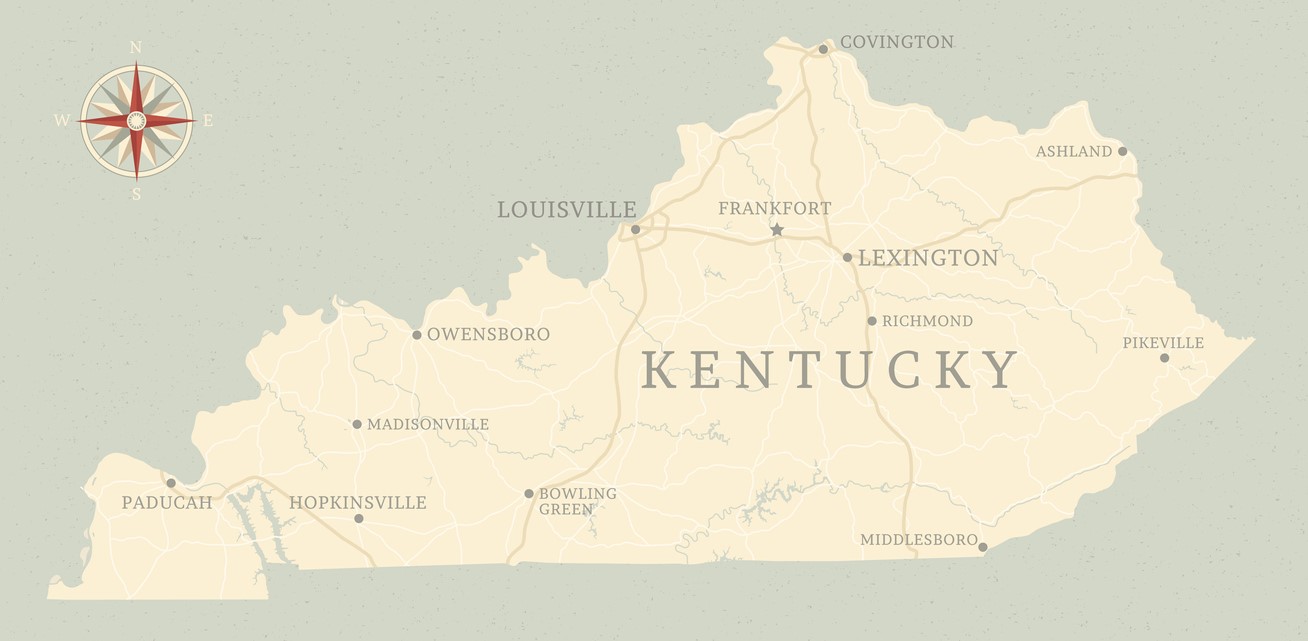 N
COVINGTON
W
E
ASHLAND
S
LOUISVILLE
FRANKFORT
LEXINGTON
RICHMOND
OWENSBORO
PIKEVILLE
KENTUCKY
MADISONVILLE
PADUCAH
HOPKINSVILLE
BOWLING
GREEN
MIDDLESBORO